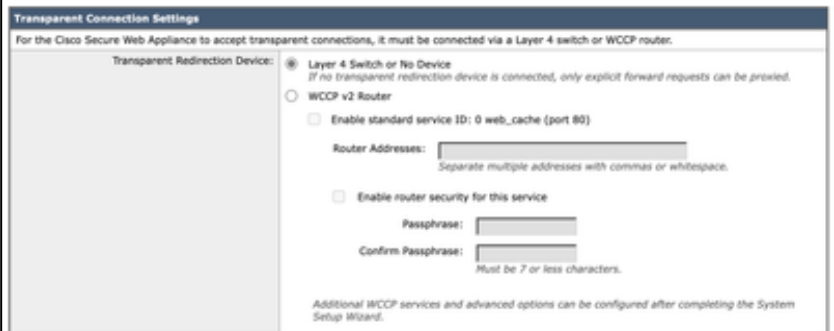 Transparent Connection Settings
For the Cisco Secure Web Appliance to accept transparent connections, it must be connected via a Layer 4 switch or WCCP router.
Transparent Redirection Device:
Layer 4 Switch or No Device
If no transparent redirection device is connected, only explicit forward requests can be proxied.
WCCP v2 Router
Enable standard service ID: 0 web_cache (port 80)
Router Addresses:
Separate multiple addresses with commas or whitespace.
Enable router security for this service
Passphrase:
Confirm Passphrase:
Must be 7 or less characters.
Additional WCCP services and advanced options can be configured after completing the System
Setup Wizard.